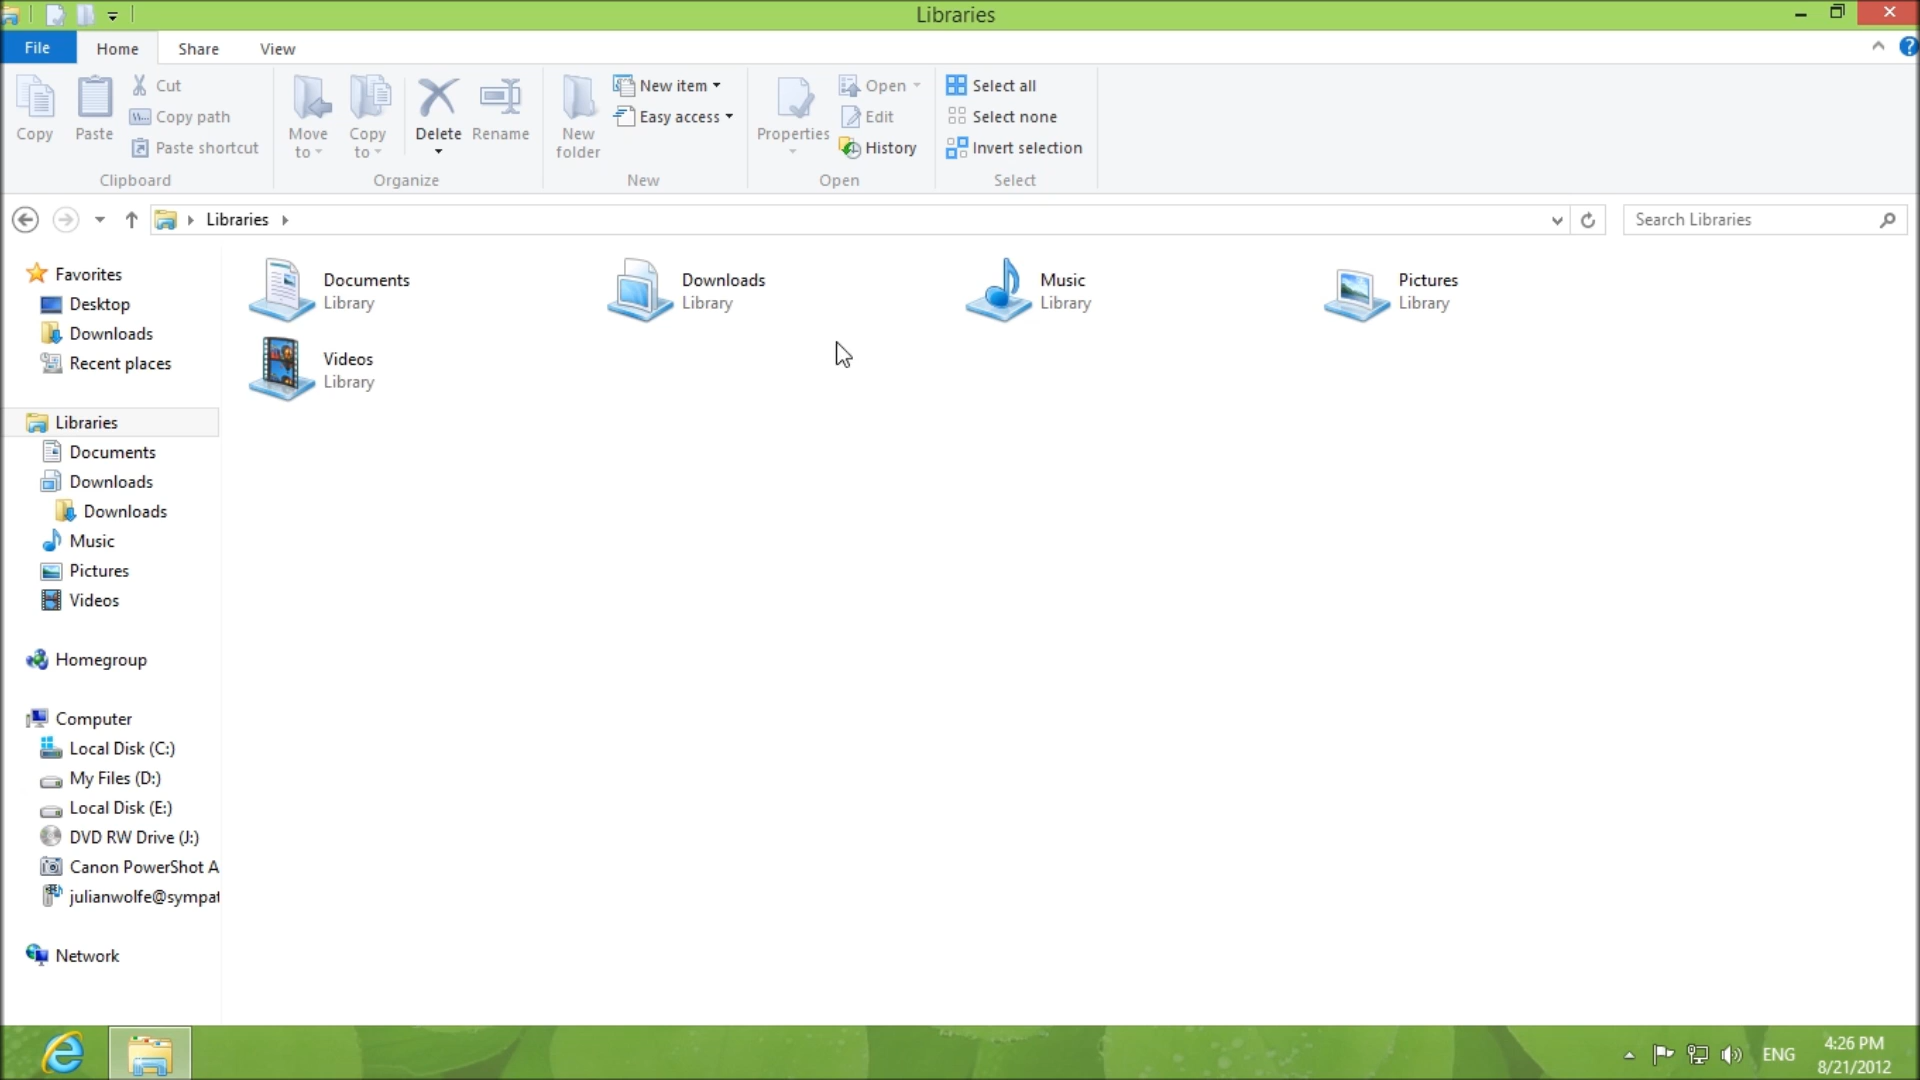 Libraries
File Home Share View
Copy
Paste
Cut
Copy path
Paste shortcut
Clipboard
Move to
Copy to
Delete
Rename
Organize
New folder
New item
Easy access
New
Properties
Open
Edit
History
Open
Select all
Select none
Invert selection
Select
Libraries
Search Libraries
Favorites
Desktop
Downloads
Recent places
Libraries
Documents
Downloads
Downloads
Music
Pictures
Videos
Homegroup
Computer
Local Disk (C:)
My Files (D:)
Local Disk (E:)
DVD RW Drive (J:)
Canon PowerShot A
julianwolfe@sympat
Network
Documents
Library
Downloads
Library
Music
Library
Pictures
Library
Videos
Library
ENG
4:26 PM
8/21/2012